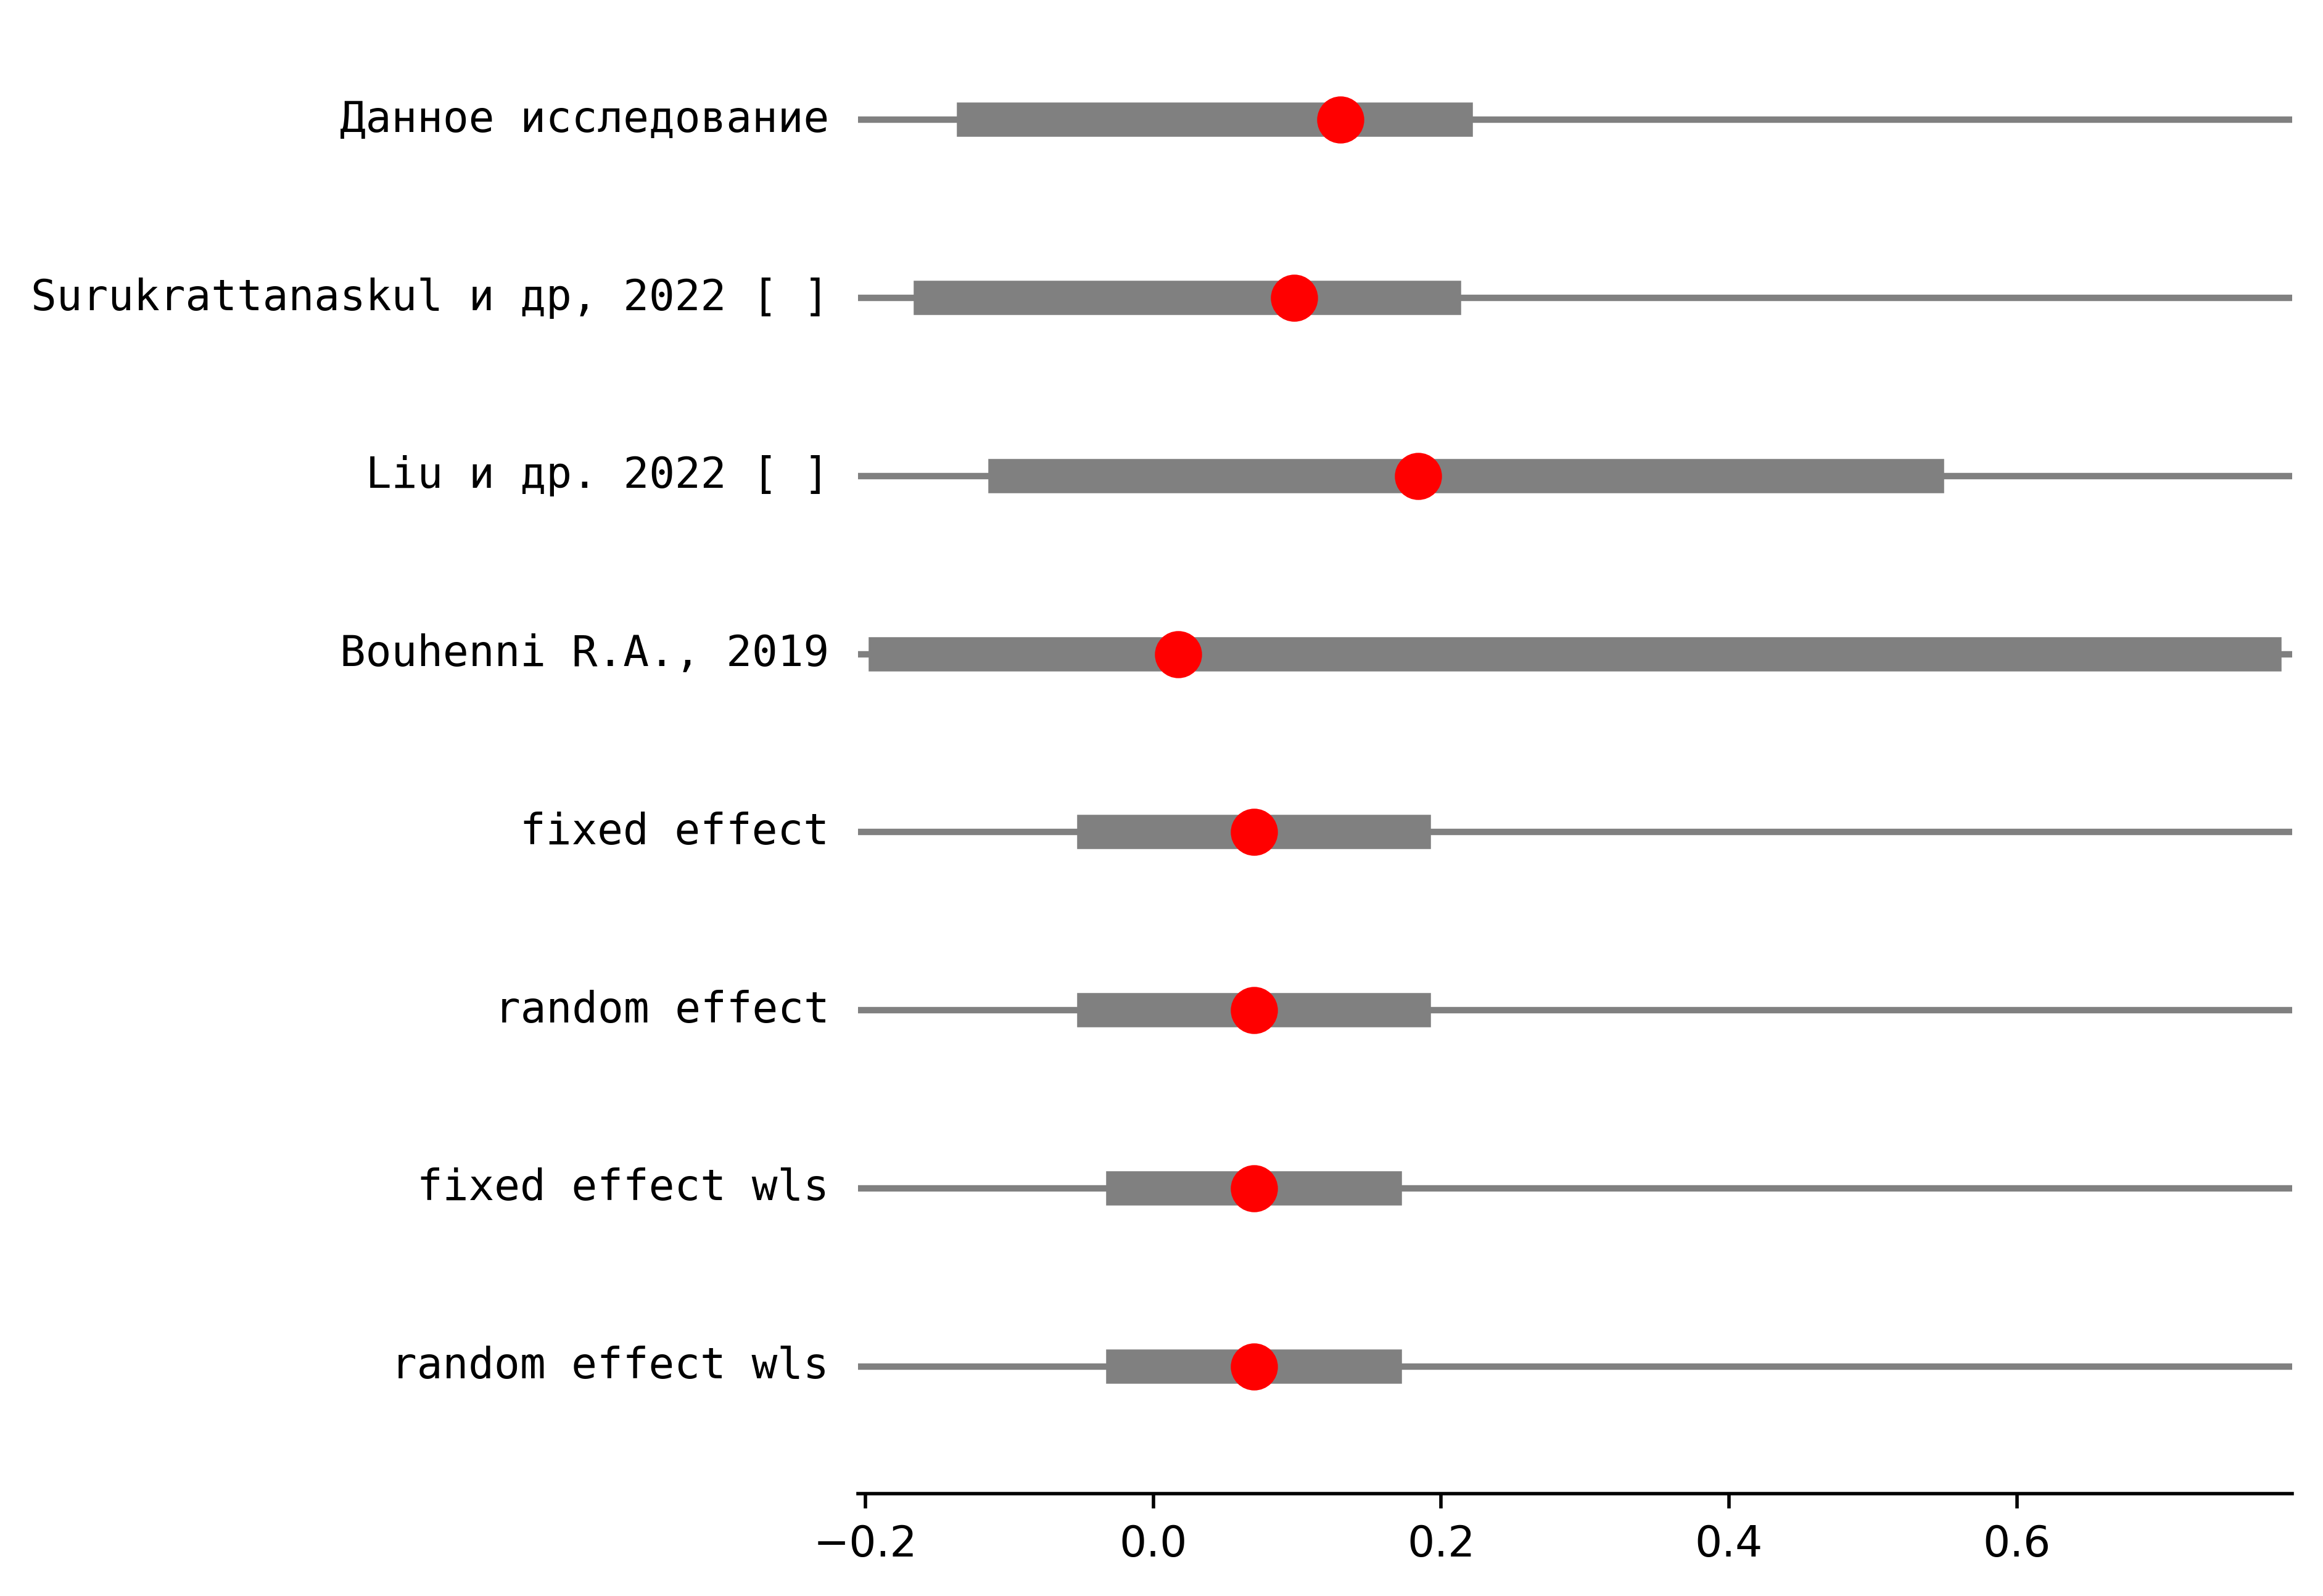 Данное исследование
Surukrattanaskul и др, 2022 [ ]
Liu и др. 2022 [ ]
Bouhenni R.A., 2019
fixed effect
random effect
fixed effect wls
random effect wls
−0.2 0.0 0.2 0.4 0.6